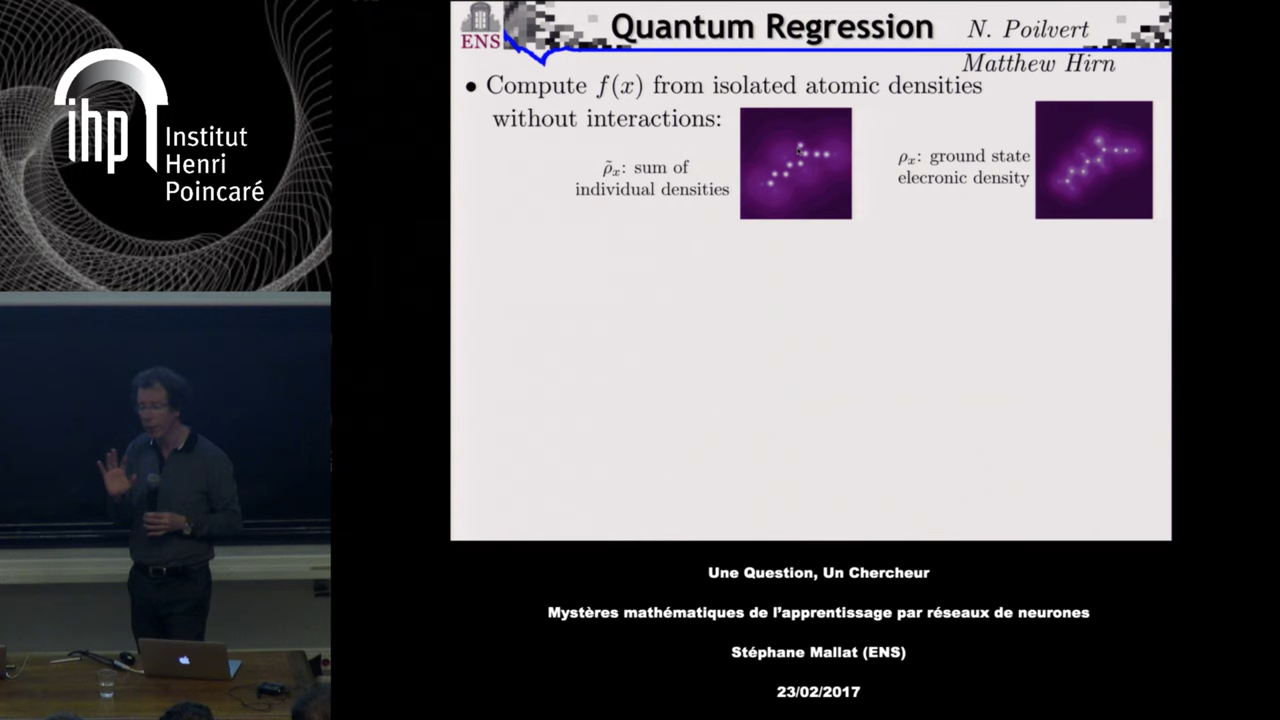 ihp
Institut
Henri
Poincaré
ENS
Quantum Regression
N. Poilvert
Matthew Hirn
• Compute f(x) from isolated atomic densities
without interactions:
ρ̃ₓ: sum of
individual densities
ρₓ: ground state
elecronic density
Une Question, Un Chercheur
Mystères mathématiques de l'apprentissage par réseaux de neurones
Stéphane Mallat (ENS)
23/02/2017